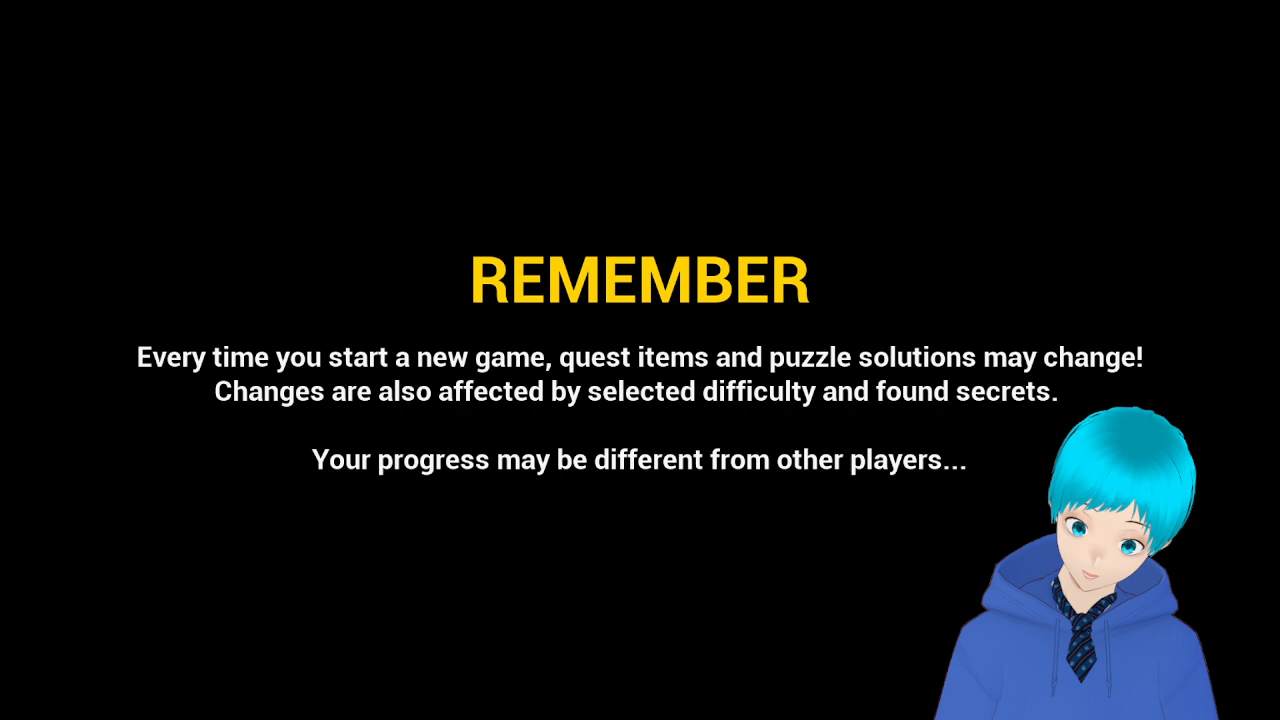 REMEMBER
Every time you start a new game, quest items and puzzle solutions may change!
Changes are also affected by selected difficulty and found secrets.
Your progress may be different from other players...